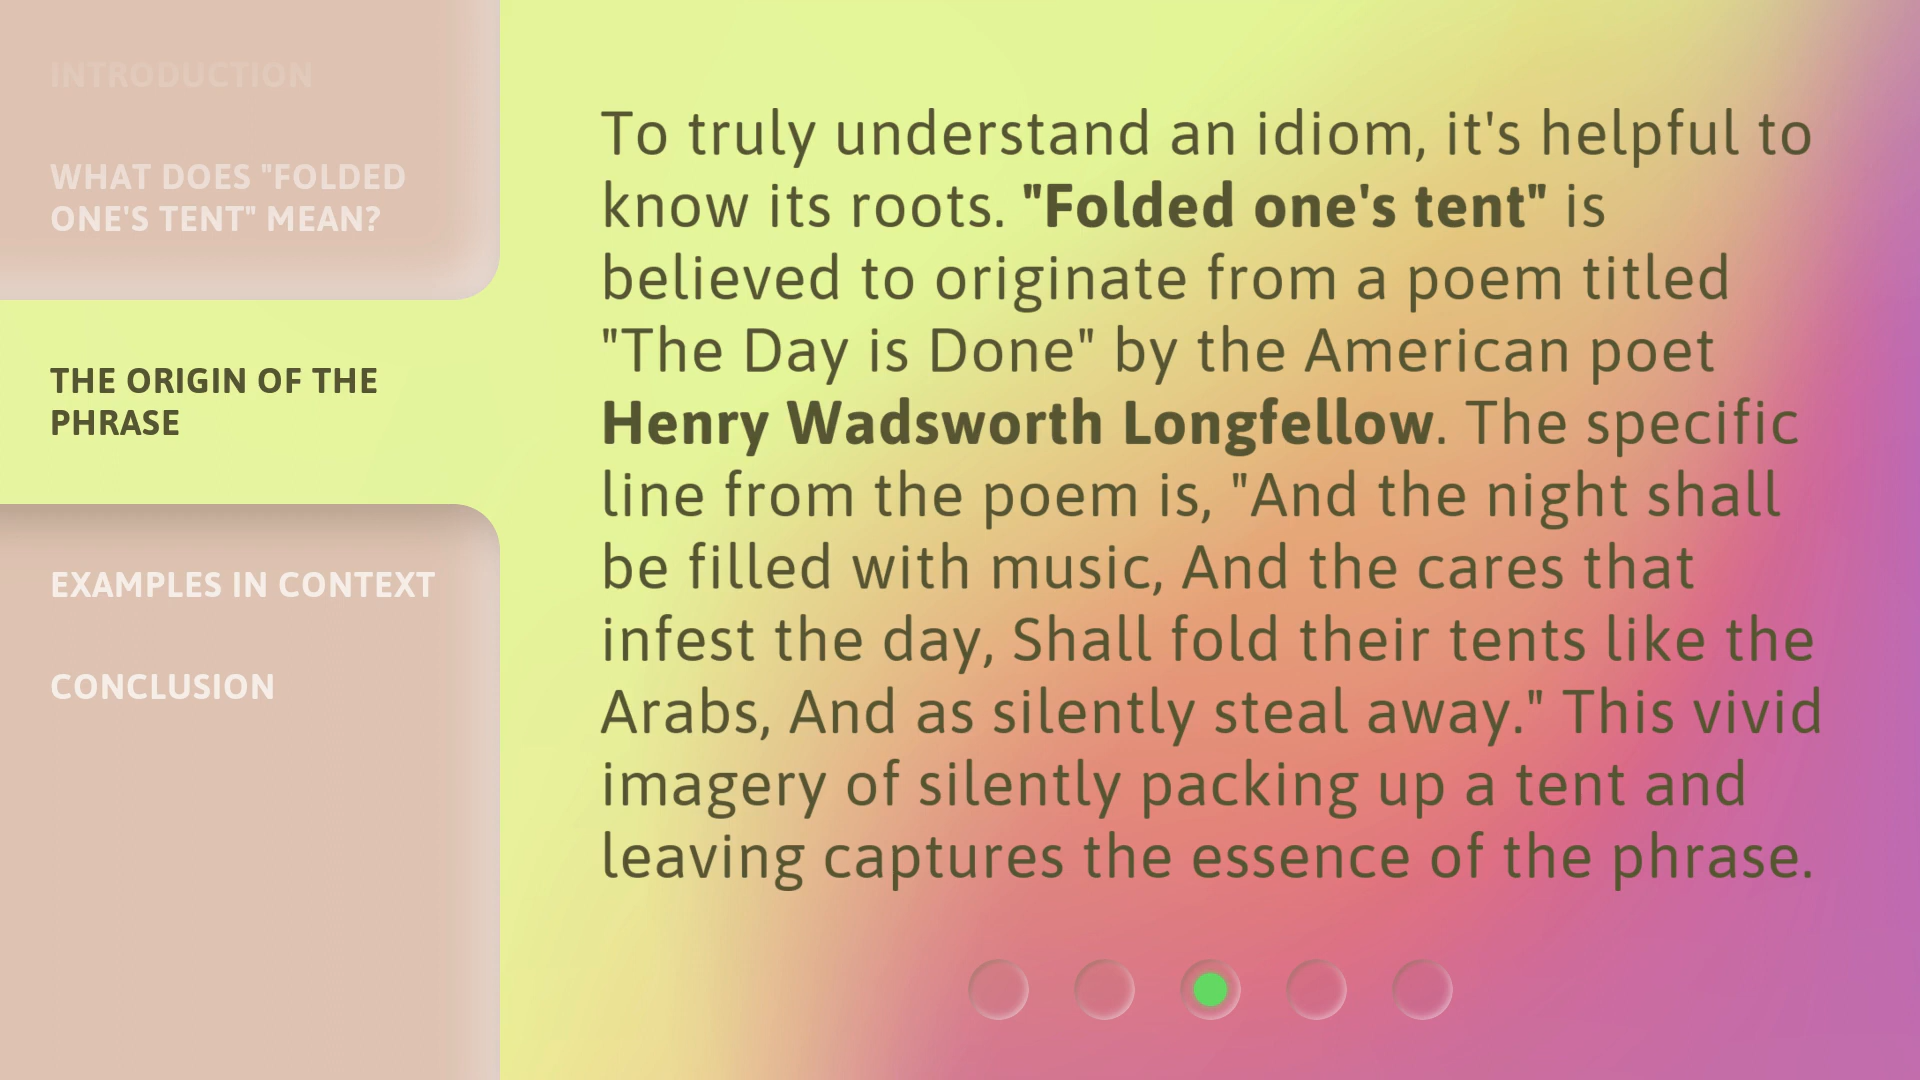 INTRODUCTION
WHAT DOES "FOLDED
ONE'S TENT" MEAN?
THE ORIGIN OF THE
PHRASE
EXAMPLES IN CONTEXT
CONCLUSION
To truly understand an idiom, it's helpful to
know its roots. "Folded one's tent" is
believed to originate from a poem titled
"The Day is Done" by the American poet
Henry Wadsworth Longfellow. The specific
line from the poem is, "And the night shall
be filled with music, And the cares that
infest the day, Shall fold their tents like the
Arabs, And as silently steal away." This vivid
imagery of silently packing up a tent and
leaving captures the essence of the phrase.